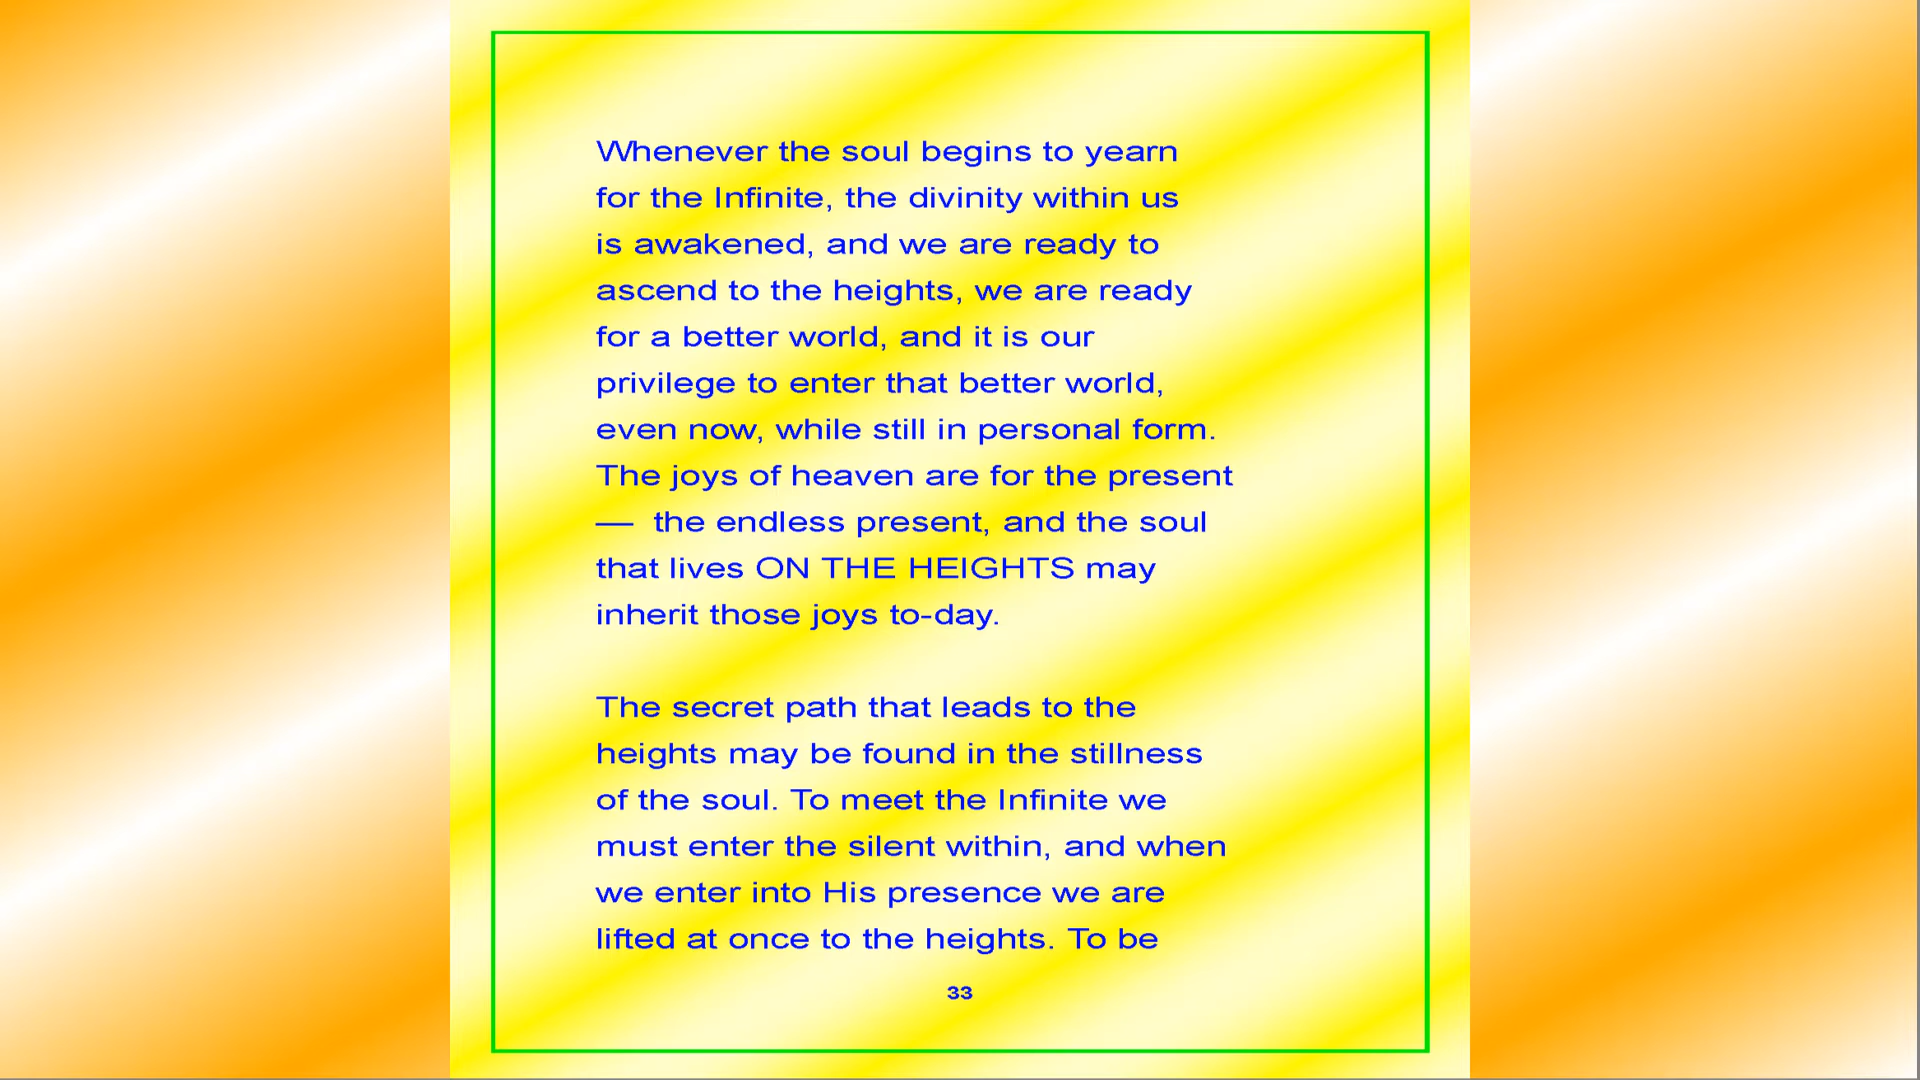 Whenever the soul begins to yearn
for the Infinite, the divinity within us
is awakened, and we are ready to
ascend to the heights, we are ready
for a better world, and it is our
privilege to enter that better world,
even now, while still in personal form.
The joys of heaven are for the present
— the endless present, and the soul
that lives ON THE HEIGHTS may
inherit those joys to-day.
The secret path that leads to the
heights may be found in the stillness
of the soul. To meet the Infinite we
must enter the silent within, and when
we enter into His presence we are
lifted at once to the heights. To be
33